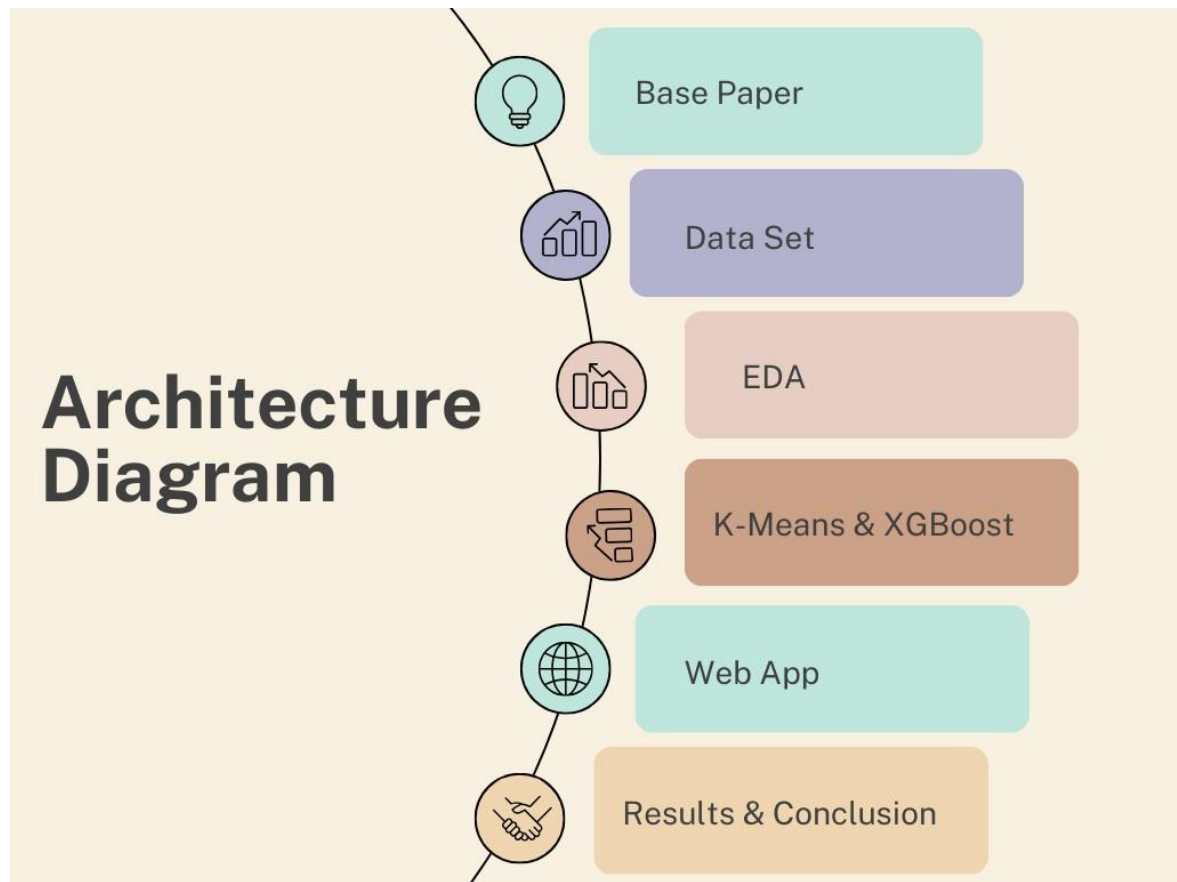 Architecture
Diagram
Base Paper
Data Set
EDA
K-Means & XGBoost
Web App
Results & Conclusion